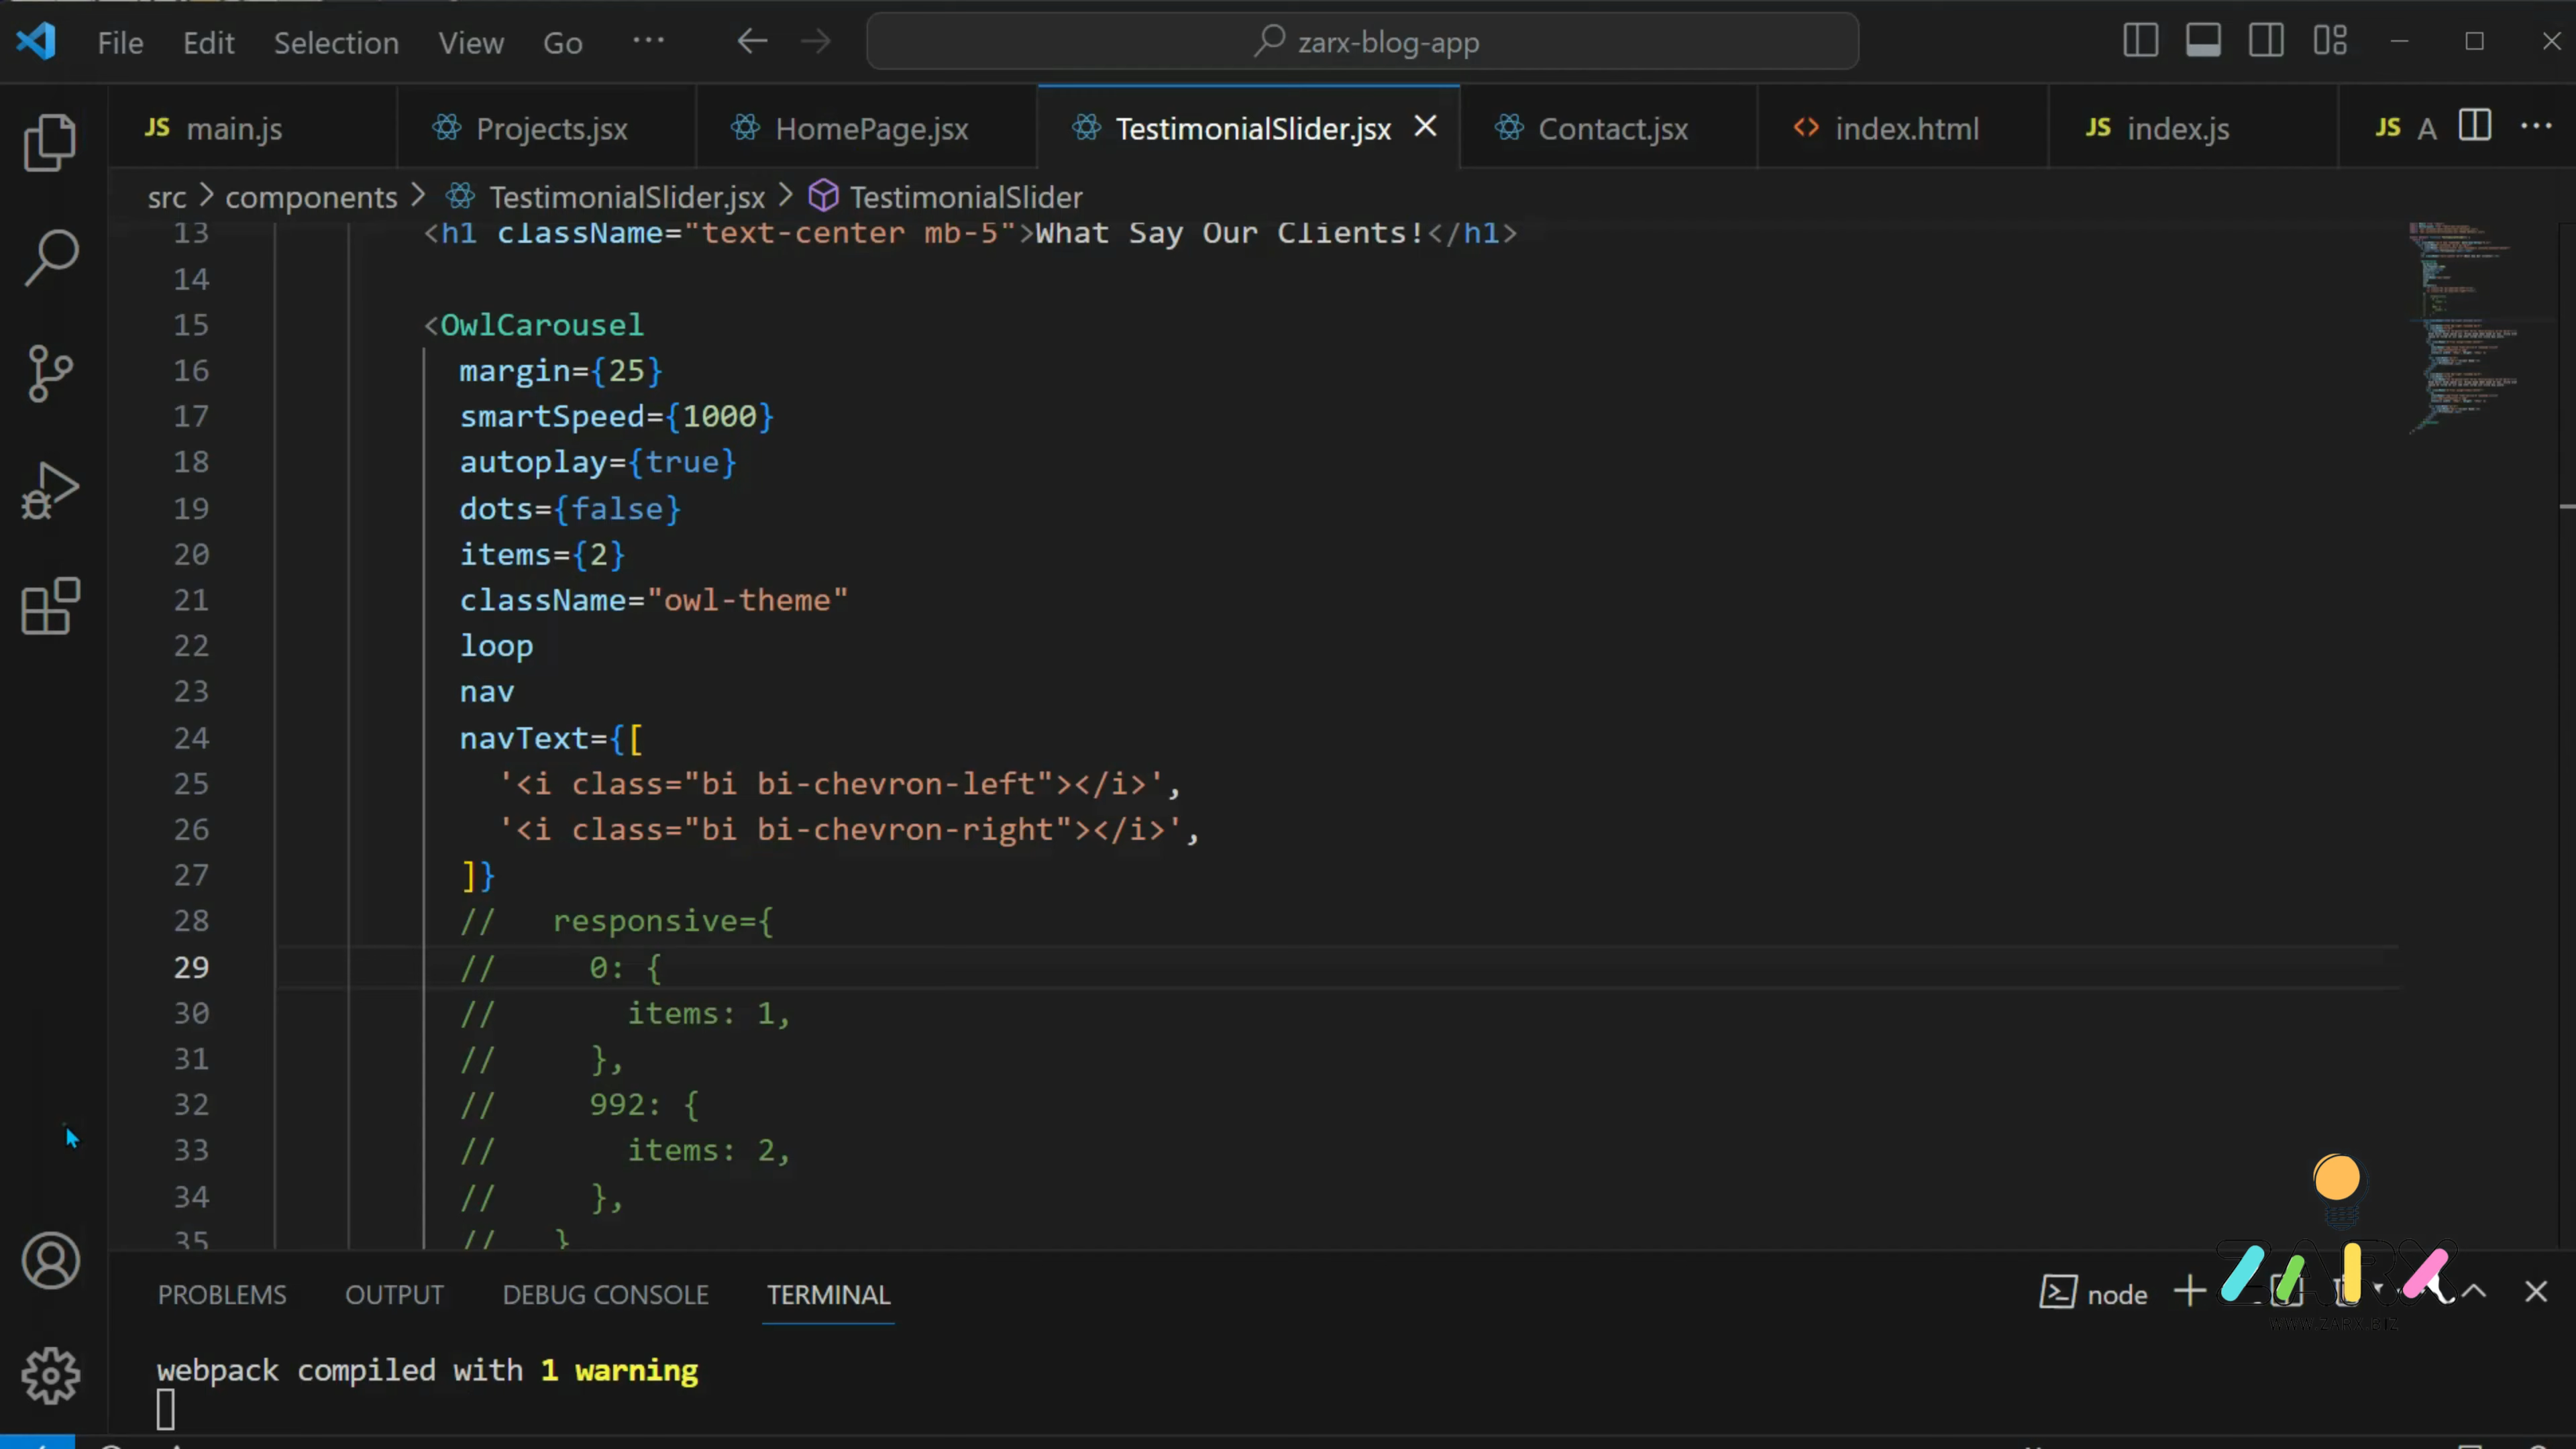 File Edit Selection View Go ··· zarx-blog-app
JS main.js Projects.jsx HomePage.jsx TestimonialSlider.jsx Contact.jsx index.html JS index.js JS A
src > components > TestimonialSlider.jsx > TestimonialSlider
13 <h1 className="text-center mb-5">What Say Our Clients!</h1>
14
15 <OwlCarousel
16 margin={25}
17 smartSpeed={1000}
18 autoplay={true}
19 dots={false}
20 items={2}
21 className="owl-theme"
22 loop
23 nav
24 navText={[
25 '<i class="bi bi-chevron-left"></i>',
26 '<i class="bi bi-chevron-right"></i>',
27 ]}
28 // responsive={
29 // 0: {
30 // items: 1,
31 // },
32 // 992: {
33 // items: 2,
34 // },
35 // }
PROBLEMS OUTPUT DEBUG CONSOLE TERMINAL node
ZARX
WWW.ZARX.BIZ
webpack compiled with 1 warning